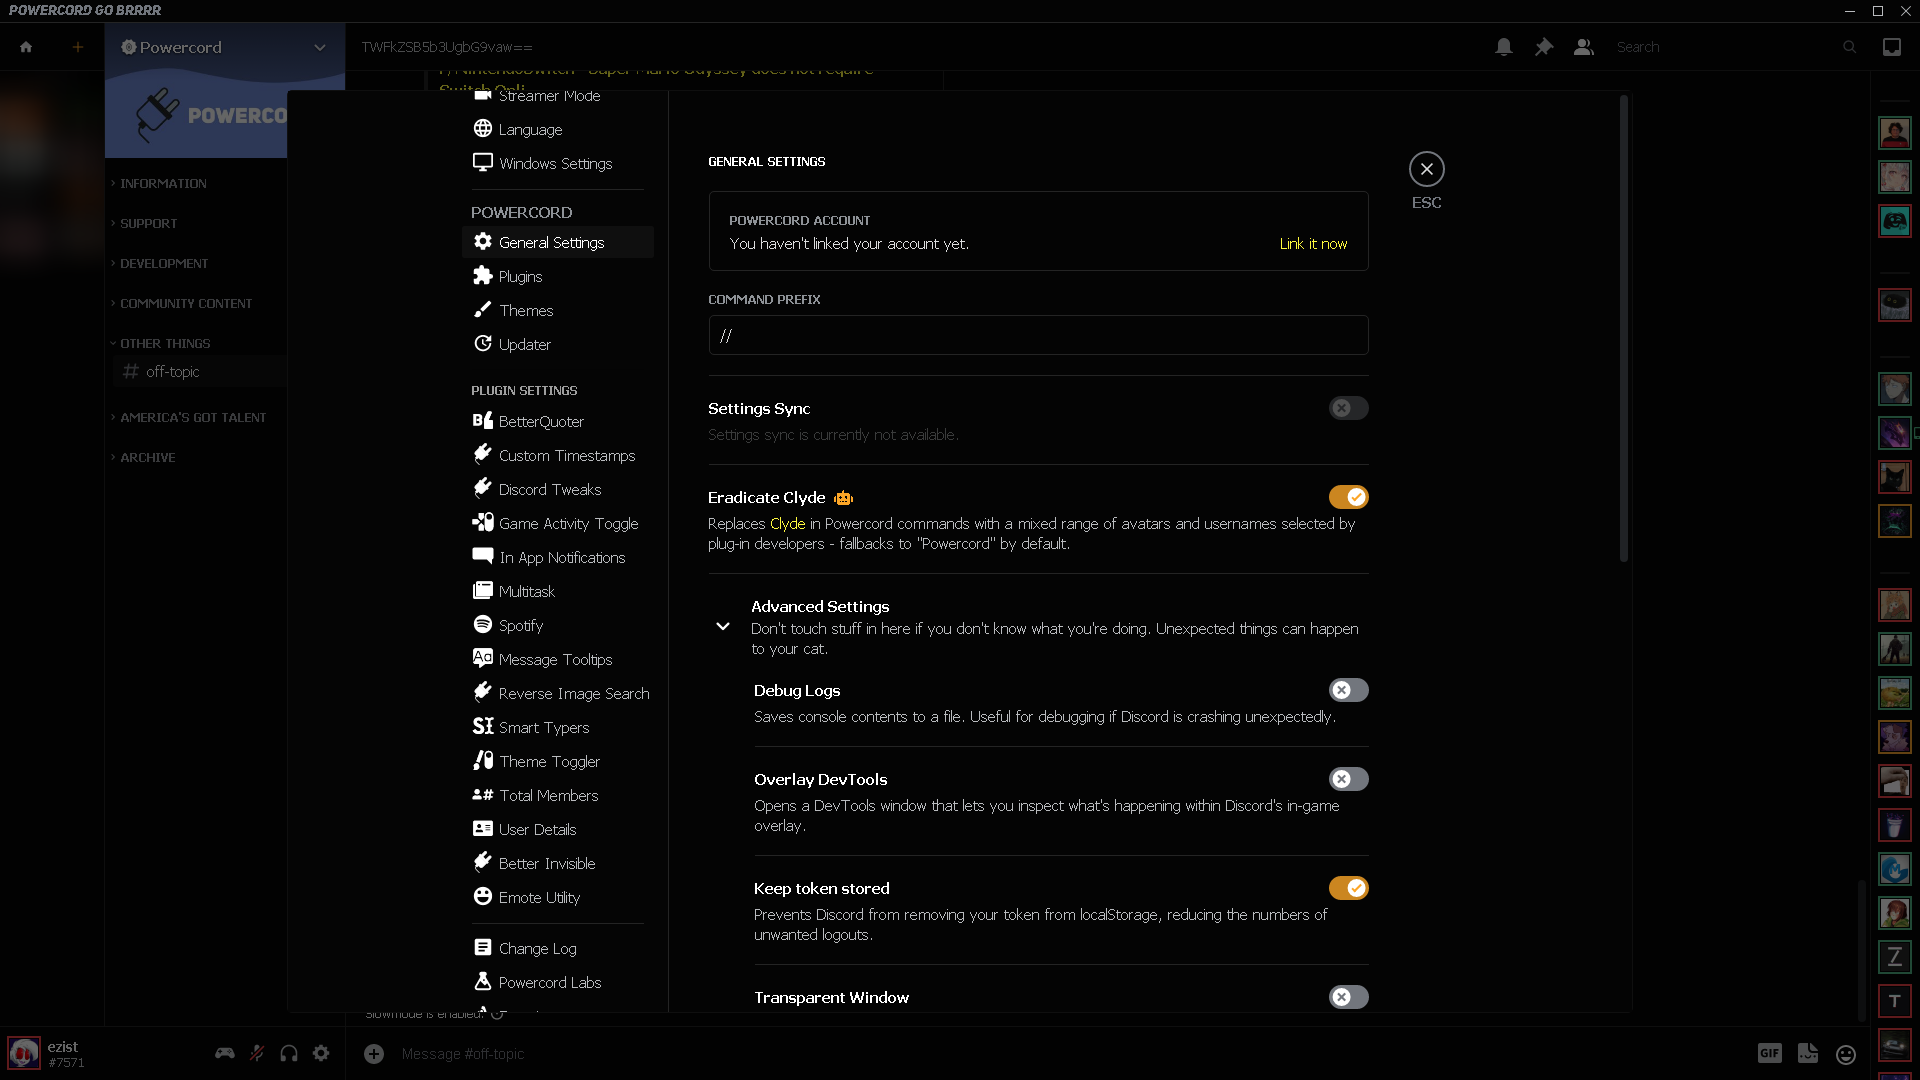 POWERCORD GO BRRRR
Powercord
TWFkZSB5b3UgbG9vaw==
Search
r/NintendoSwitch - Super Mario Odyssey does not require
Switch Onli
POWERCO
INFORMATION
SUPPORT
DEVELOPMENT
COMMUNITY CONTENT
OTHER THINGS
off-topic
AMERICA'S GOT TALENT
ARCHIVE
Streamer Mode
Language
Windows Settings
POWERCORD
General Settings
Plugins
Themes
Updater
PLUGIN SETTINGS
BetterQuoter
Custom Timestamps
Discord Tweaks
Game Activity Toggle
In App Notifications
Multitask
Spotify
Message Tooltips
Reverse Image Search
Smart Typers
Theme Toggler
Total Members
User Details
Better Invisible
Emote Utility
Change Log
Powercord Labs
GENERAL SETTINGS
ESC
POWERCORD ACCOUNT
You haven't linked your account yet.
Link it now
COMMAND PREFIX
//
Settings Sync
Settings sync is currently not available.
Eradicate Clyde
Replaces Clyde in Powercord commands with a mixed range of avatars and usernames selected by
plug-in developers - fallbacks to "Powercord" by default.
Advanced Settings
Don't touch stuff in here if you don't know what you're doing. Unexpected things can happen
to your cat.
Debug Logs
Saves console contents to a file. Useful for debugging if Discord is crashing unexpectedly.
Overlay DevTools
Opens a DevTools window that lets you inspect what's happening within Discord's in-game
overlay.
Keep token stored
Prevents Discord from removing your token from localStorage, reducing the numbers of
unwanted logouts.
Transparent Window
Slowmode is enabled.
ezist
#7571
Message #off-topic
GIF
Z
T